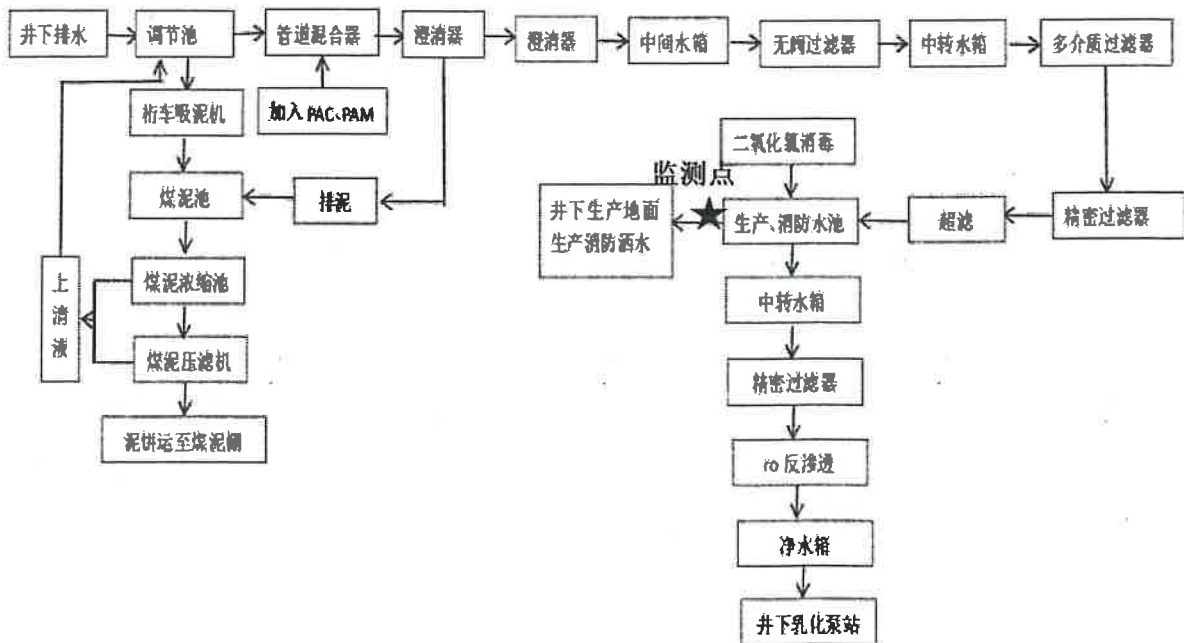 井下排水
调节池
管道混合器
澄清器
澄清器
中间水箱
无阀过滤器
中转水箱
多介质过滤器
桁车吸泥机
加入 PAC、PAM
二氧化氯消毒
监测点
煤泥池
排泥
井下生产地面
生产消防洒水
生产、消防水池
超滤
精密过滤器
上清液
煤泥浓缩池
中转水箱
煤泥压滤机
精密过滤器
泥饼运至煤泥棚
ro 反渗透
净水箱
井下乳化泵站